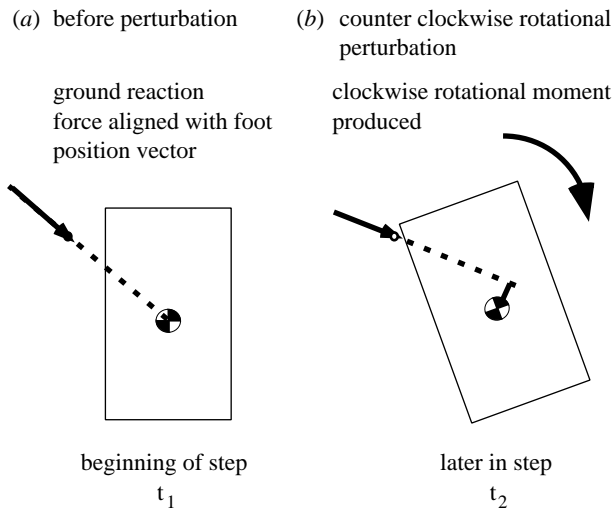 (a) before perturbation
ground reaction
force aligned with foot
position vector
beginning of step
t1
(b) counter clockwise rotational
perturbation
clockwise rotational moment
produced
later in step
t2